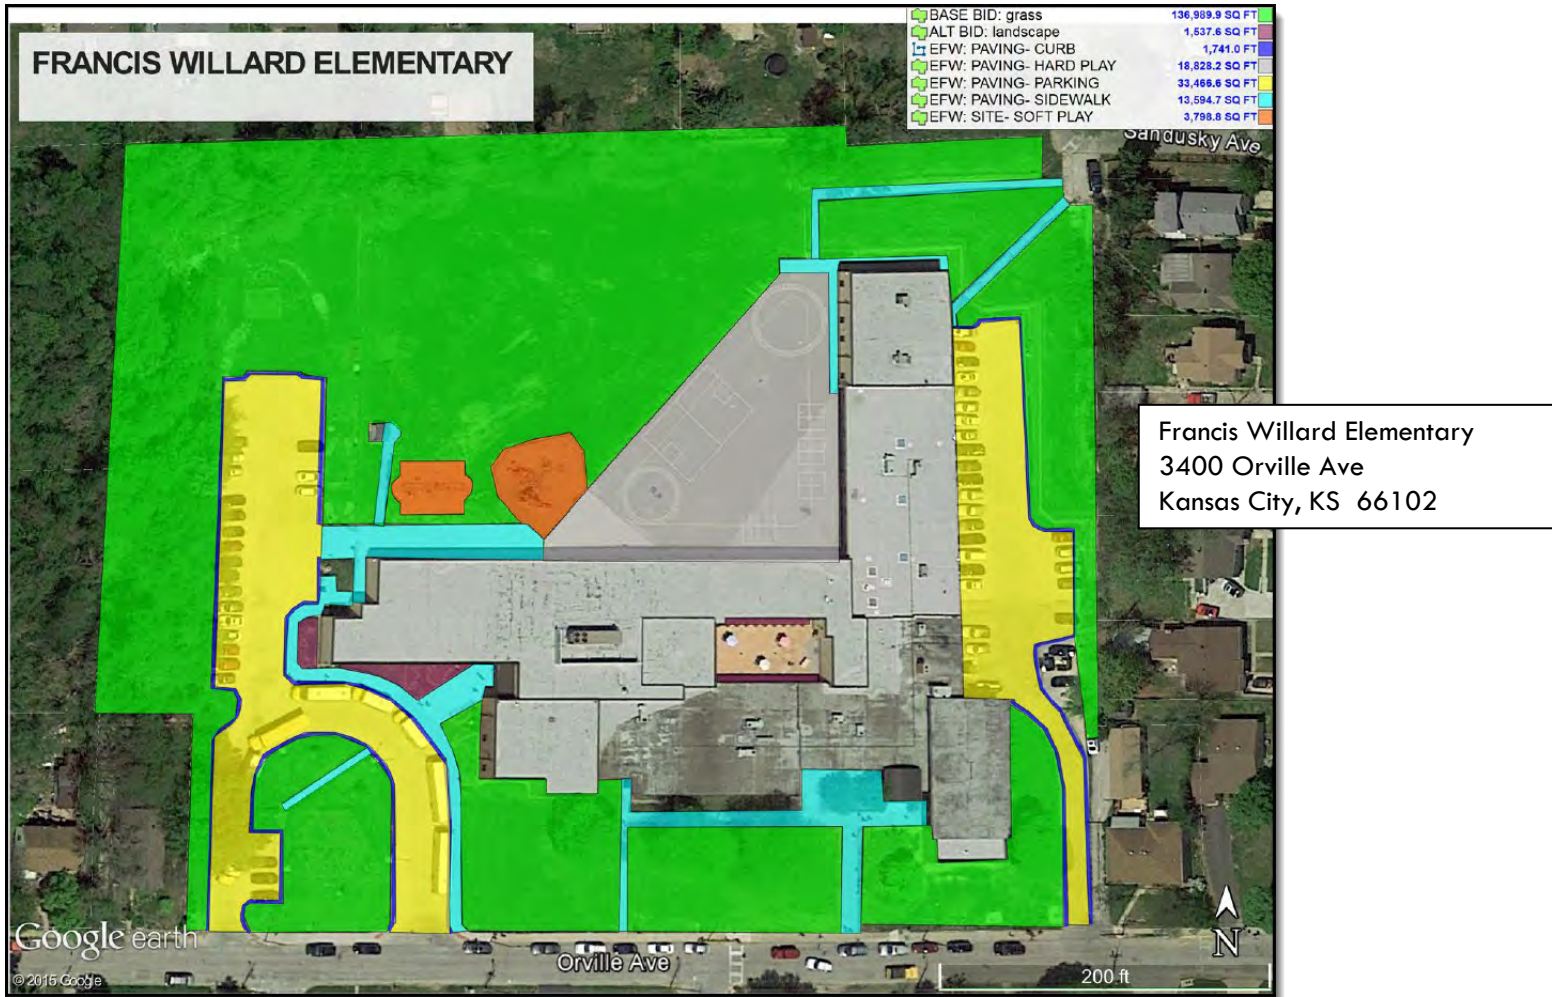 FRANCIS WILLARD ELEMENTARY
BASE BID: grass 136,989.9 SQ FT
ALT BID: landscape 1,537.6 SQ FT
EFW: PAVING- CURB 1,741.0 FT
EFW: PAVING- HARD PLAY 18,828.2 SQ FT
EFW: PAVING- PARKING 33,466.6 SQ FT
EFW: PAVING- SIDEWALK 13,594.7 SQ FT
EFW: SITE- SOFT PLAY 3,798.8 SQ FT
Sandusky Ave
Francis Willard Elementary
3400 Orville Ave
Kansas City, KS 66102
Google earth
© 2015 Google
Orville Ave
N
200 ft